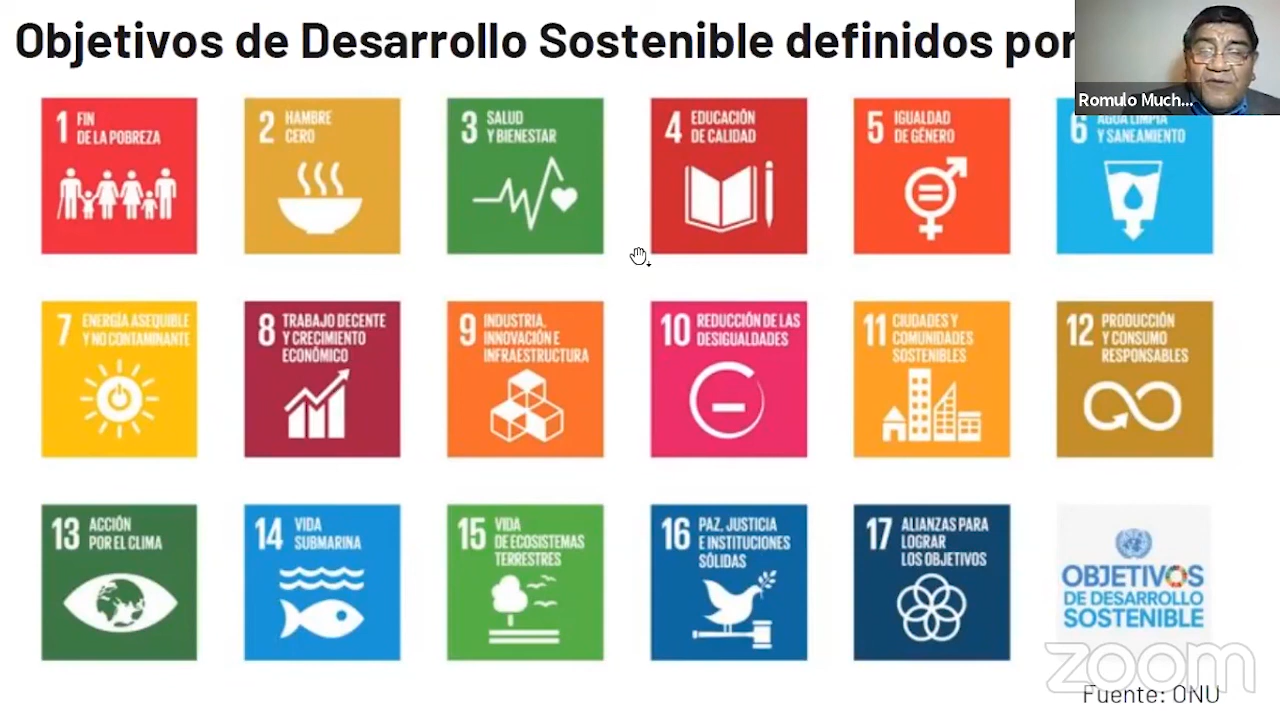 Objetivos de Desarrollo Sostenible definidos por
Romulo Much...
1 FIN
DE LA POBREZA
2 HAMBRE
CERO
3 SALUD
Y BIENESTAR
4 EDUCACIÓN
DE CALIDAD
5 IGUALDAD
DE GÉNERO
6 AGUA LIMPIA
Y SANEAMIENTO
7 ENERGÍA ASEQUIBLE
Y NO CONTAMINANTE
8 TRABAJO DECENTE
Y CRECIMIENTO
ECONÓMICO
9 INDUSTRIA,
INNOVACIÓN E
INFRAESTRUCTURA
10 REDUCCIÓN DE LAS
DESIGUALDADES
11 CIUDADES Y
COMUNIDADES
SOSTENIBLES
12 PRODUCCIÓN
Y CONSUMO
RESPONSABLES
13 ACCIÓN
POR EL CLIMA
14 VIDA
SUBMARINA
15 VIDA
DE ECOSISTEMAS
TERRESTRES
16 PAZ, JUSTICIA
E INSTITUCIONES
SÓLIDAS
17 ALIANZAS PARA
LOGRAR
LOS OBJETIVOS
OBJETIVOS
DE DESARROLLO
SOSTENIBLE
zoom
Fuente: ONU